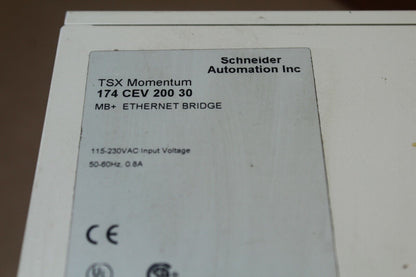 Schneider
Automation Inc
TSX Momentum
174 CEV 200 30
MB+ ETHERNET BRIDGE
115-230VAC Input Voltage
50-60Hz, 0.8A
CE